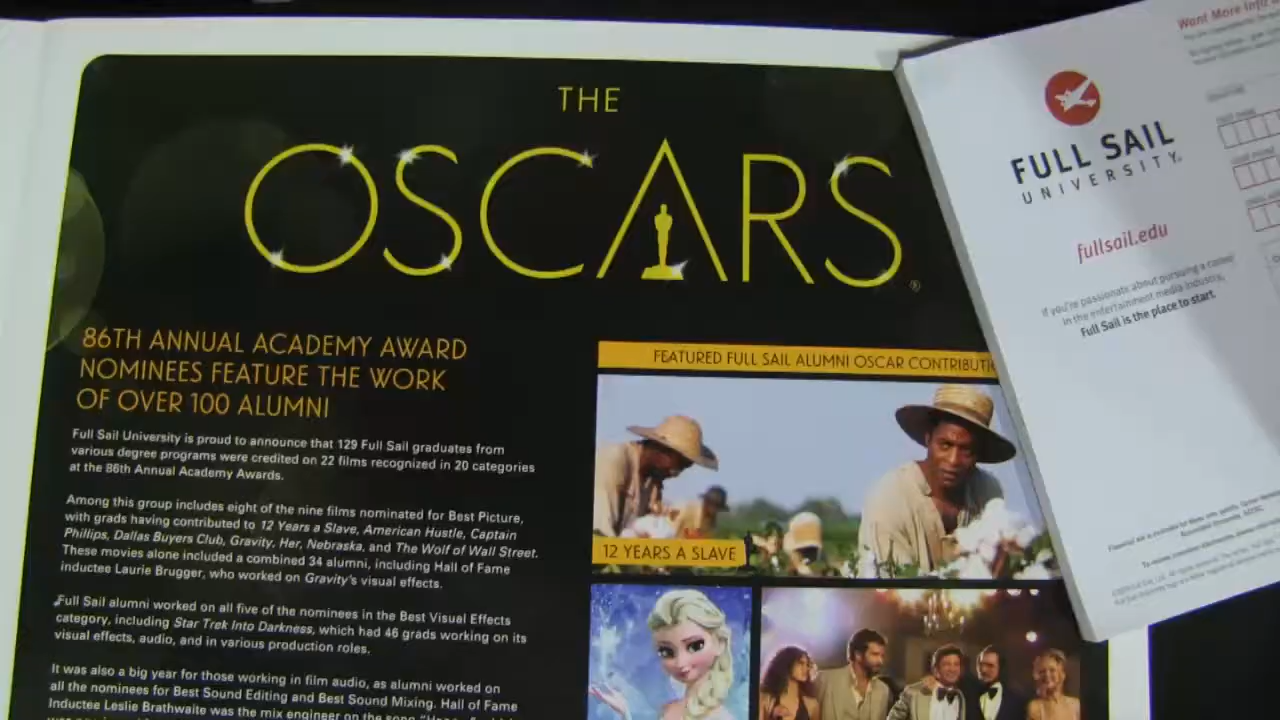 THE
OSCARS
®
86TH ANNUAL ACADEMY AWARD
NOMINEES FEATURE THE WORK
OF OVER 100 ALUMNI
Full Sail University is proud to announce that 129 Full Sail graduates from
various degree programs were credited on 22 films recognized in 20 categories
at the 86th Annual Academy Awards.
Among this group includes eight of the nine films nominated for Best Picture,
with grads having contributed to 12 Years a Slave, American Hustle, Captain
Phillips, Dallas Buyers Club, Gravity, Her, Nebraska, and The Wolf of Wall Street.
These movies alone included a combined 34 alumni, including Hall of Fame
inductee Laurie Brugger, who worked on Gravity's visual effects.
Full Sail alumni worked on all five of the nominees in the Best Visual Effects
category, including Star Trek Into Darkness, which had 46 grads working on its
visual effects, audio, and in various production roles.
It was also a big year for those working in film audio, as alumni worked on
all the nominees for Best Sound Editing and Best Sound Mixing. Hall of Fame
Inductee Leslie Brathwaite was the mix engineer on the song
FEATURED FULL SAIL ALUMNI OSCAR
12 YEARS A SLAVE
Want More
FULL SAIL
UNIVERSITY®
fullsail.edu
If you're passionate about pursuing a career
in the entertainment media industry,
Full Sail is the place to start.